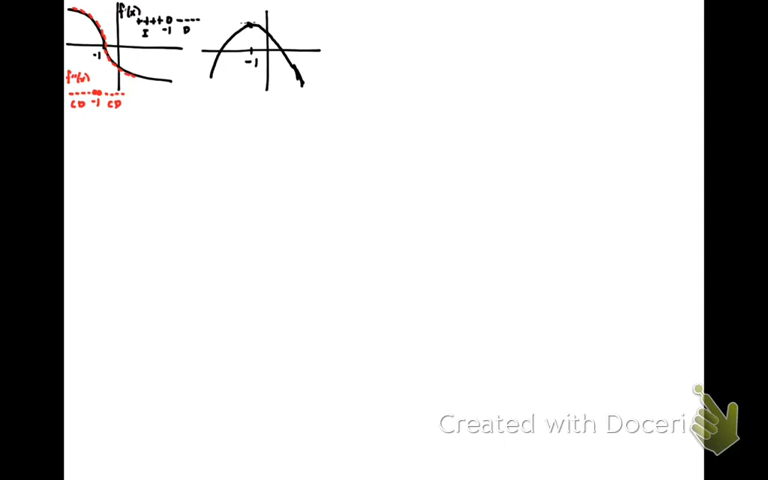 f'(x)
++++ 0 ----
I -1 D
-1
f''(x)
---- ∞ ----
CD -1 CD
-1
Created with Doceri